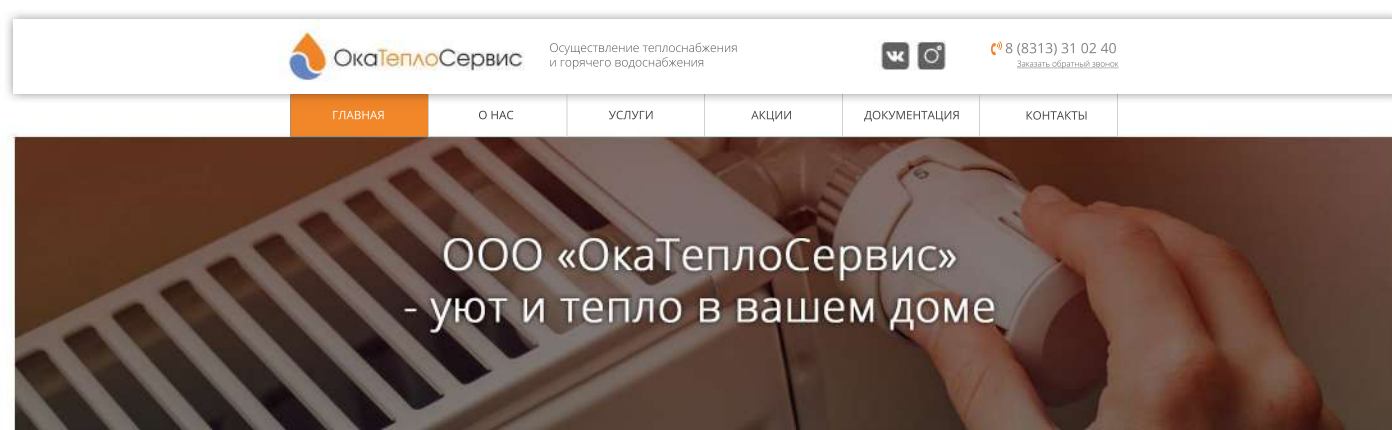 ОкаТеплоСервис
Осуществление теплоснабжения
и горячего водоснабжения
8 (8313) 31 02 40
Заказать обратный звонок
ГЛАВНАЯ
О НАС
УСЛУГИ
АКЦИИ
ДОКУМЕНТАЦИЯ
КОНТАКТЫ
ООО «ОкаТеплоСервис»
- уют и тепло в вашем доме